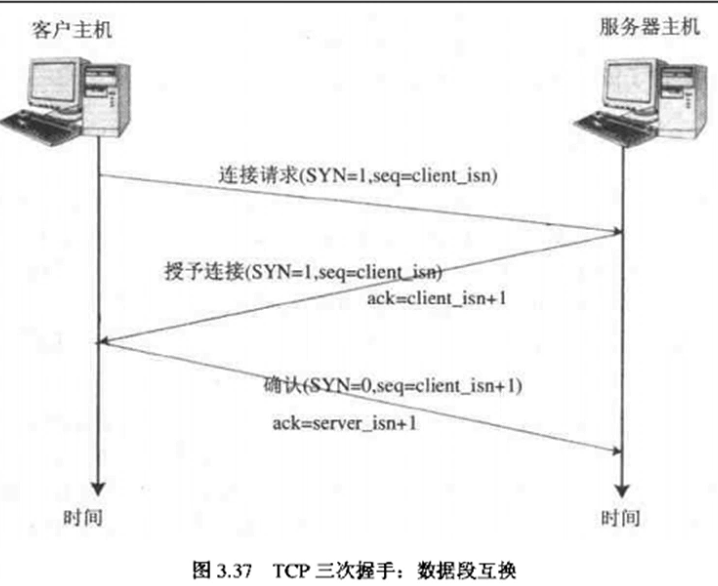 客户主机
服务器主机
连接请求(SYN=1,seq=client_isn)
授予连接(SYN=1,seq=client_isn)
ack=client_isn+1
确认(SYN=0,seq=client_isn+1)
ack=server_isn+1
时间
时间
图 3.37 TCP 三次握手：数据段互换